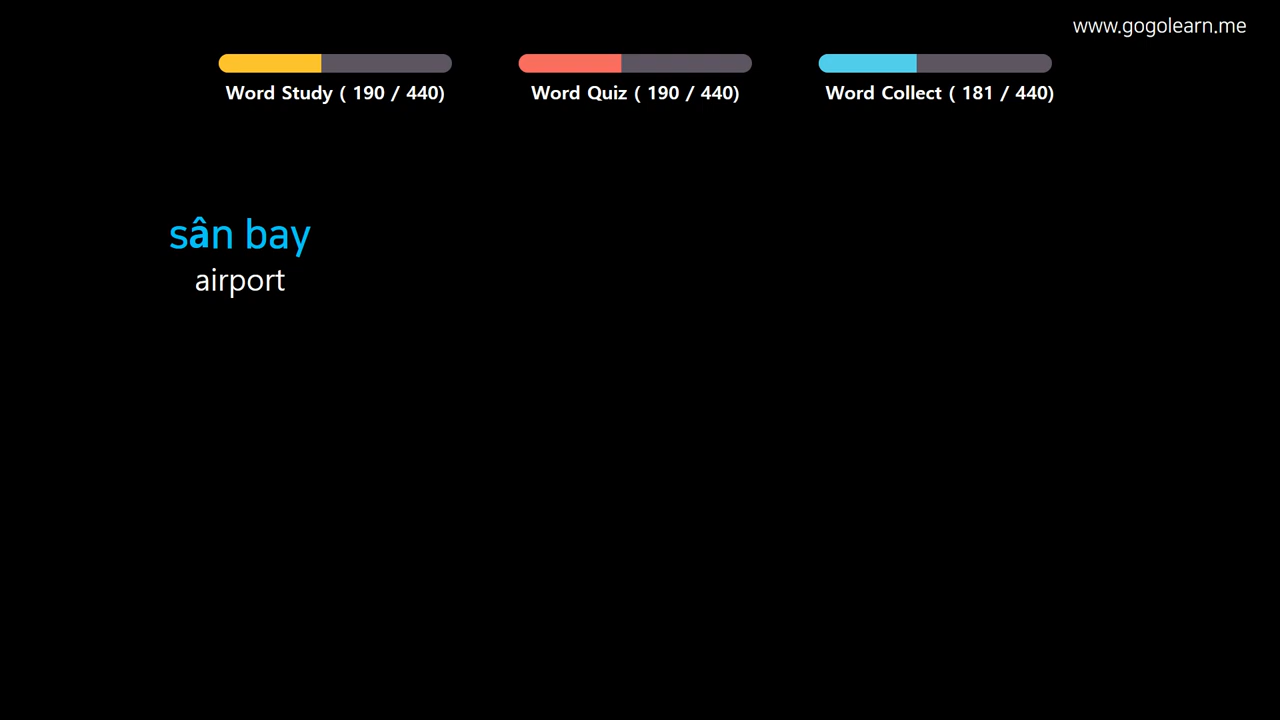 www.gogolearn.me
Word Study ( 190 / 440)
Word Quiz ( 190 / 440)
Word Collect ( 181 / 440)
sân bay
airport